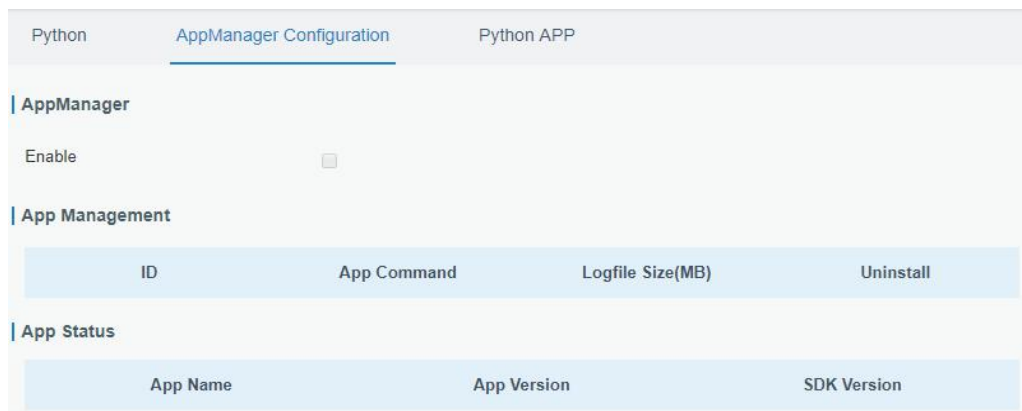 Python AppManager Configuration Python APP
AppManager
Enable
App Management
ID App Command Logfile Size(MB) Uninstall
App Status
App Name App Version SDK Version